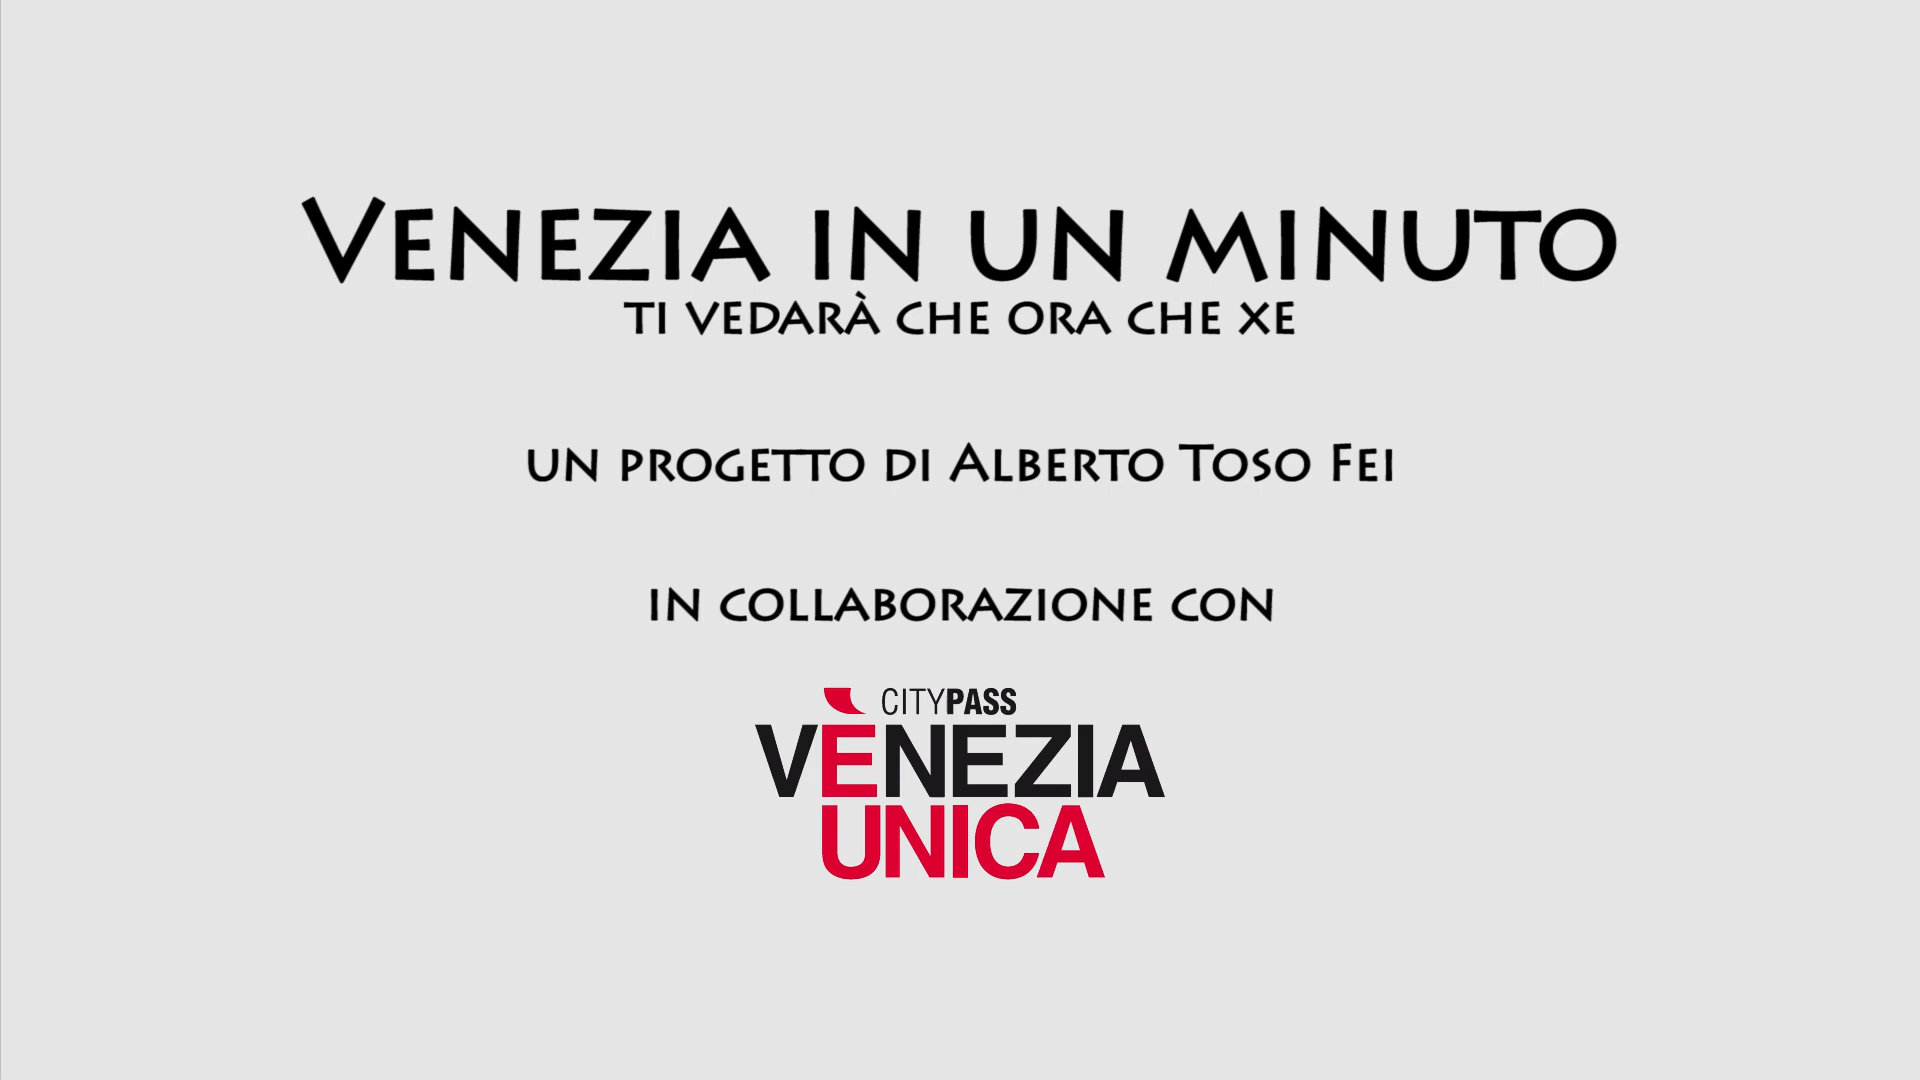 Venezia in un minuto
ti vedarà che ora che xe
un progetto di Alberto Toso Fei
in collaborazione con
CITYPASS
VÈNEZIA
UNICA